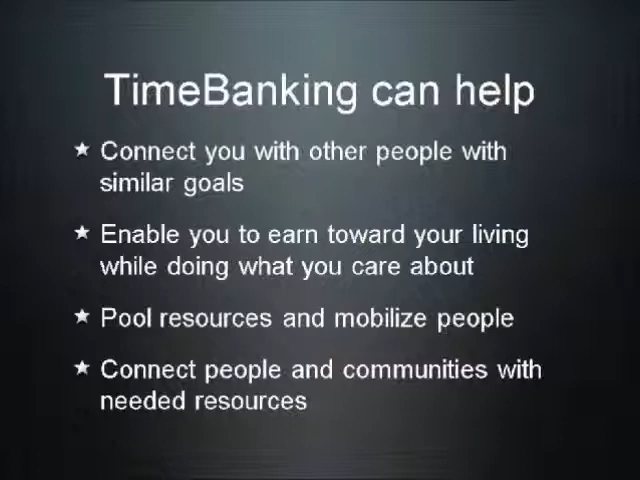 TimeBanking can help
★ Connect you with other people with
similar goals
★ Enable you to earn toward your living
while doing what you care about
★ Pool resources and mobilize people
★ Connect people and communities with
needed resources